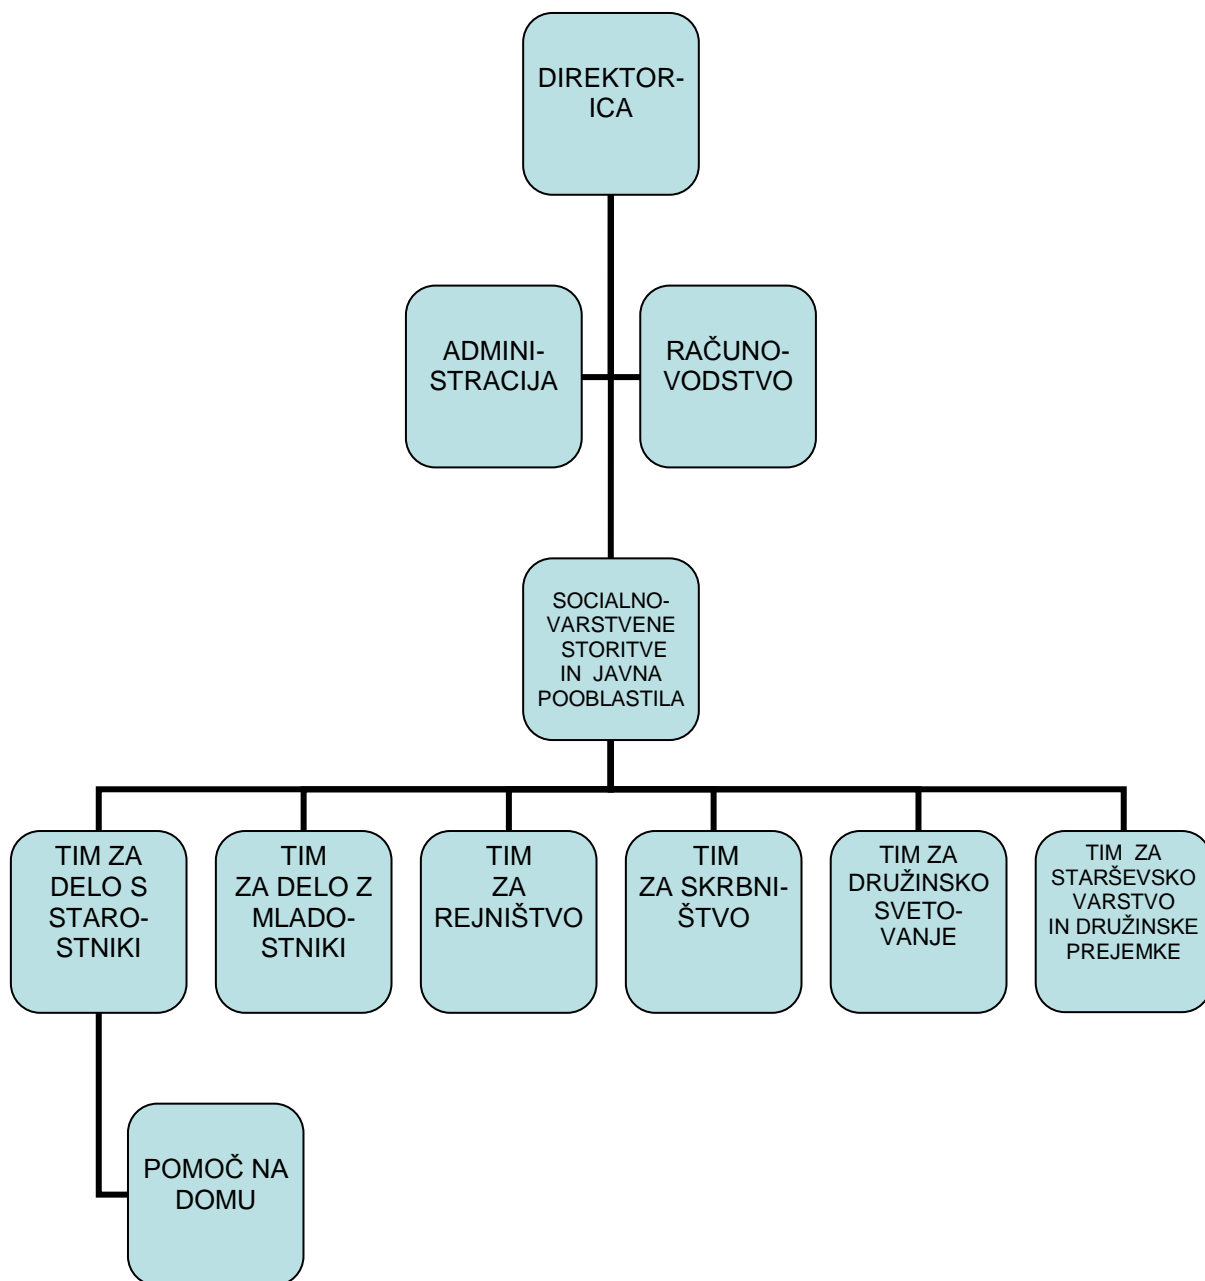 DIREKTOR-
ICA
ADMINI-
STRACIJA
RAČUNO-
VODSTVO
SOCIALNO-
VARSTVENE
STORITVE
IN JAVNA
POOBLASTILA
TIM ZA
DELO S
STARO-
STNIKI
TIM
ZA DELO Z
MLADO-
STNIKI
TIM
ZA
REJNIŠTVO
TIM
ZA SKRBNI-
ŠTVO
TIM ZA
DRUŽINSKO
SVETO-
VANJE
TIM ZA
STARŠEVSKO
VARSTVO
IN DRUŽINSKE
PREJEMKE
POMOČ NA
DOMU